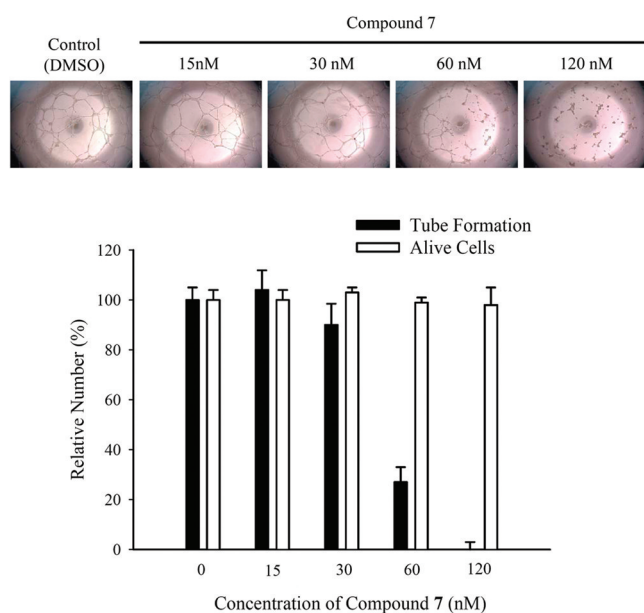 Compound 7
Control
(DMSO)
15nM
30 nM
60 nM
120 nM
Tube Formation
Alive Cells
120
100
80
60
40
20
0
Relative Number (%)
0
15
30
60
120
Concentration of Compound 7 (nM)